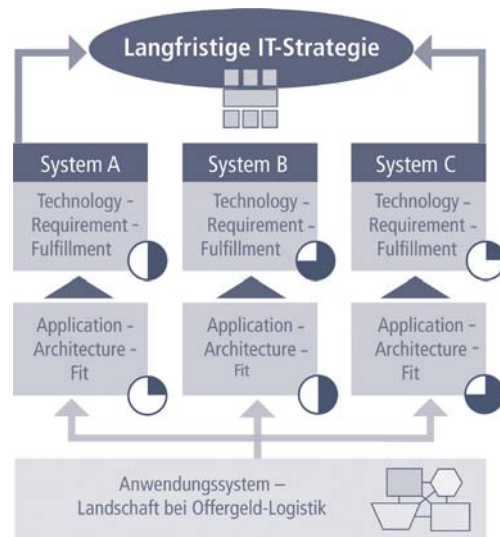 Langfristige IT-Strategie
System A
Technology –
Requirement –
Fulfillment
System B
Technology –
Requirement –
Fulfillment
System C
Technology –
Requirement –
Fulfillment
Application –
Architecture –
Fit
Application –
Architecture –
Fit
Application –
Architecture –
Fit
Anwendungssystem –
Landschaft bei Offergeld-Logistik